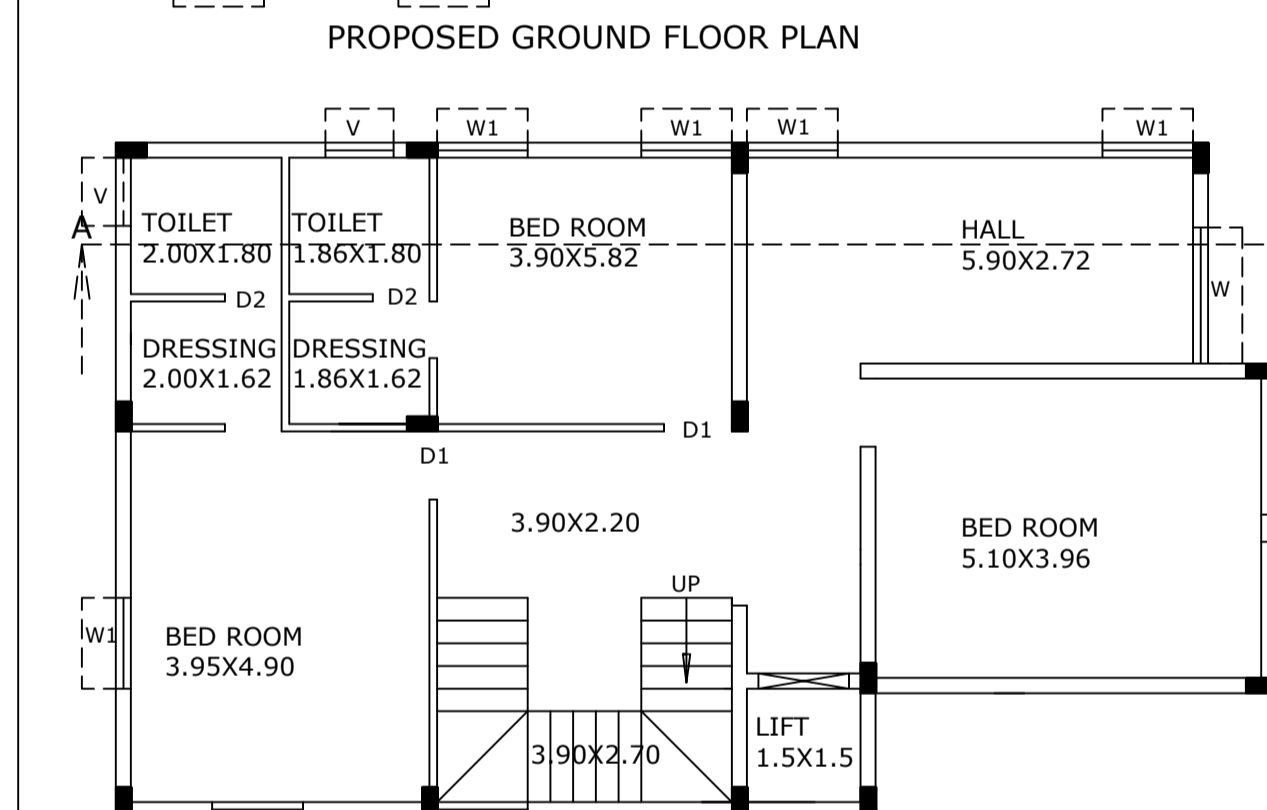 PROPOSED GROUND FLOOR PLAN
V
W1
W1
W1
W1
V
A
TOILET
2.00X1.80
TOILET
1.86X1.80
BED ROOM
3.90X5.82
HALL
5.90X2.72
W
D2
D2
DRESSING
2.00X1.62
DRESSING
1.86X1.62
D1
D1
3.90X2.20
BED ROOM
5.10X3.96
UP
W1
BED ROOM
3.95X4.90
LIFT
1.5X1.5
3.90X2.70